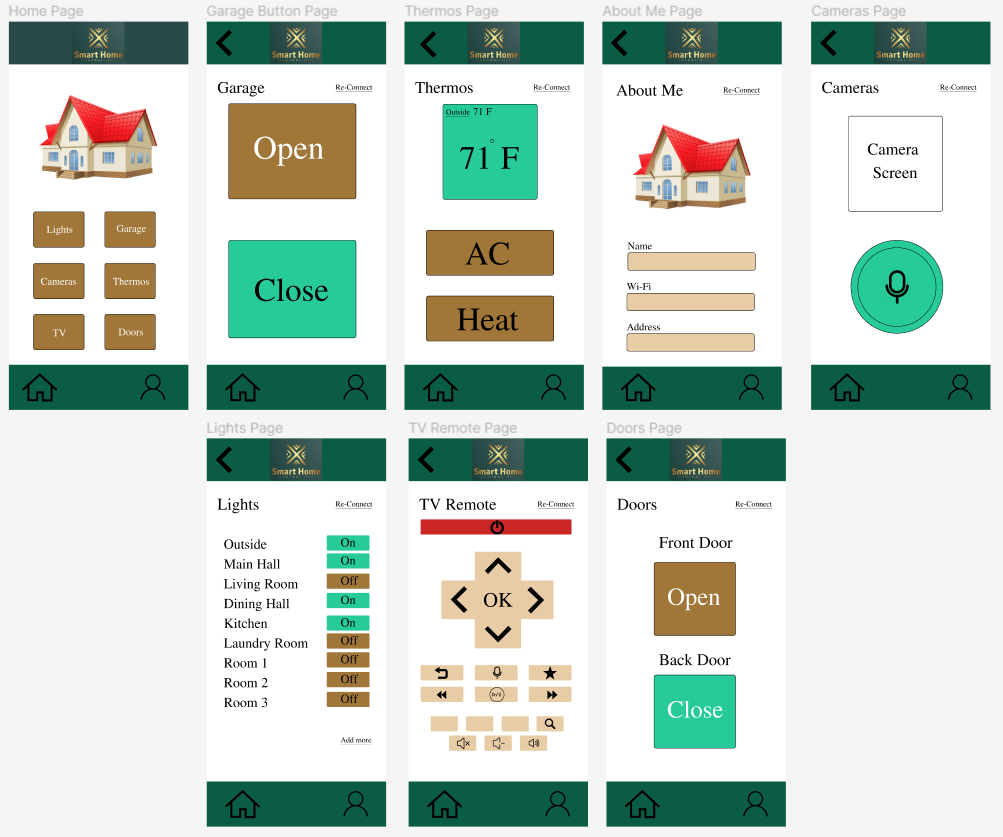 Home Page
Smart Home
Lights
Garage
Cameras
Thermos
TV
Doors
Garage Button Page
Smart Home
Garage
Re-Connect
Open
Close
Thermos Page
Smart Home
Thermos
Re-Connect
Outside 71 F
71° F
AC
Heat
About Me Page
Smart Home
About Me
Re-Connect
Name
Wi-Fi
Address
Cameras Page
Smart Home
Cameras
Re-Connect
Camera
Screen
Lights Page
Smart Home
Lights
Re-Connect
Outside On
Main Hall On
Living Room Off
Dining Hall On
Kitchen On
Laundry Room Off
Room 1 Off
Room 2 Off
Room 3 Off
Add more
TV Remote Page
Smart Home
TV Remote
Re-Connect
OK
Doors Page
Smart Home
Doors
Re-Connect
Front Door
Open
Back Door
Close